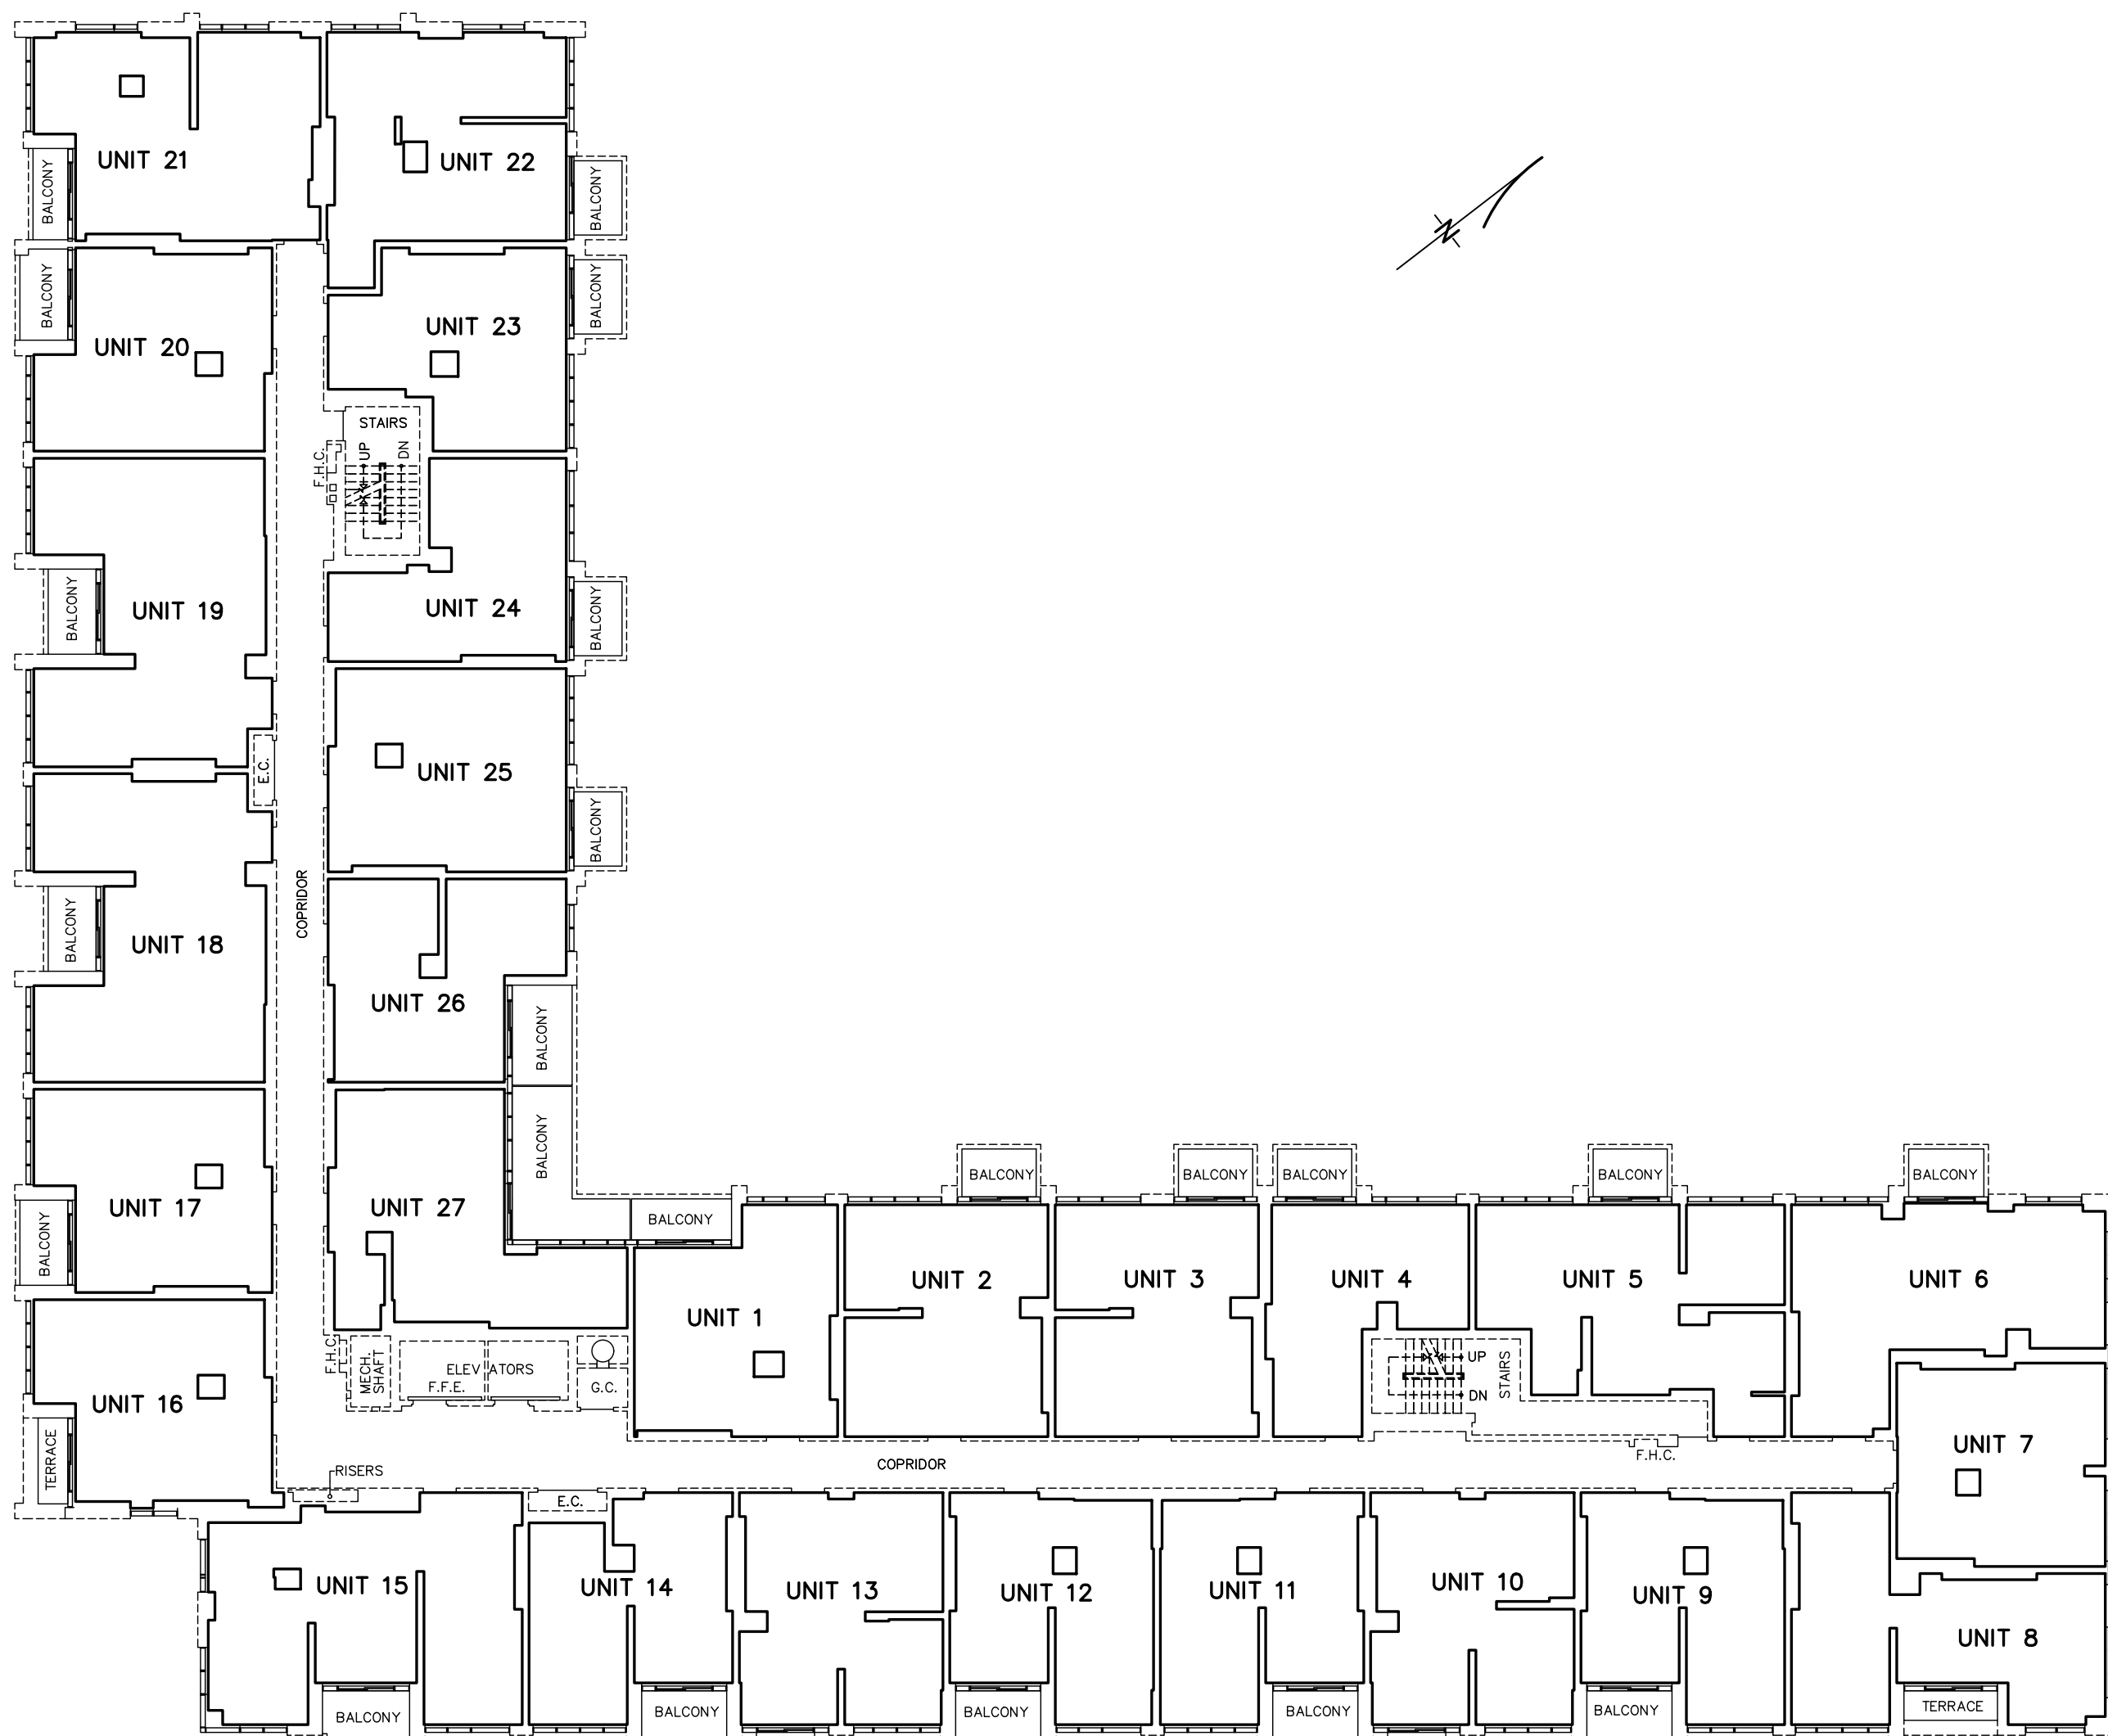 UNIT 21
UNIT 22
BALCONY
BALCONY
BALCONY
BALCONY
UNIT 23
UNIT 20
STAIRS
UP
DN
F.H.C.
UNIT 19
UNIT 24
BALCONY
BALCONY
E.C.
UNIT 25
BALCONY
COPRIDOR
UNIT 18
BALCONY
UNIT 26
BALCONY
BALCONY
UNIT 17
UNIT 27
BALCONY
BALCONY
BALCONY
BALCONY
BALCONY
BALCONY
BALCONY
UNIT 1
UNIT 2
UNIT 3
UNIT 4
UNIT 5
UNIT 6
F.H.C.
MECH.
SHAFT
ELEVATORS
F.F.E.
G.C.
UP
DN
STAIRS
UNIT 16
TERRACE
UNIT 7
F.H.C.
COPRIDOR
RISERS
E.C.
UNIT 15
UNIT 14
UNIT 13
UNIT 12
UNIT 11
UNIT 10
UNIT 9
UNIT 8
BALCONY
BALCONY
BALCONY
BALCONY
BALCONY
TERRACE
N